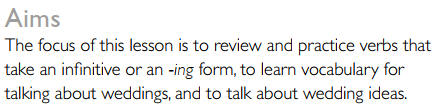 Aims
The focus of this lesson is to review and practice verbs that
take an infinitive or an -ing form, to learn vocabulary for
talking about weddings, and to talk about wedding ideas.